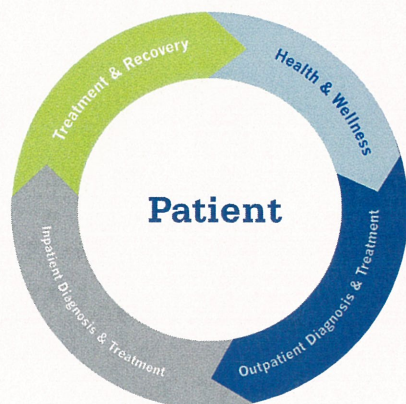 Treatment & Recovery
Health & Wellness
Patient
Inpatient Diagnosis & Treatment
Outpatient Diagnosis & Treatment